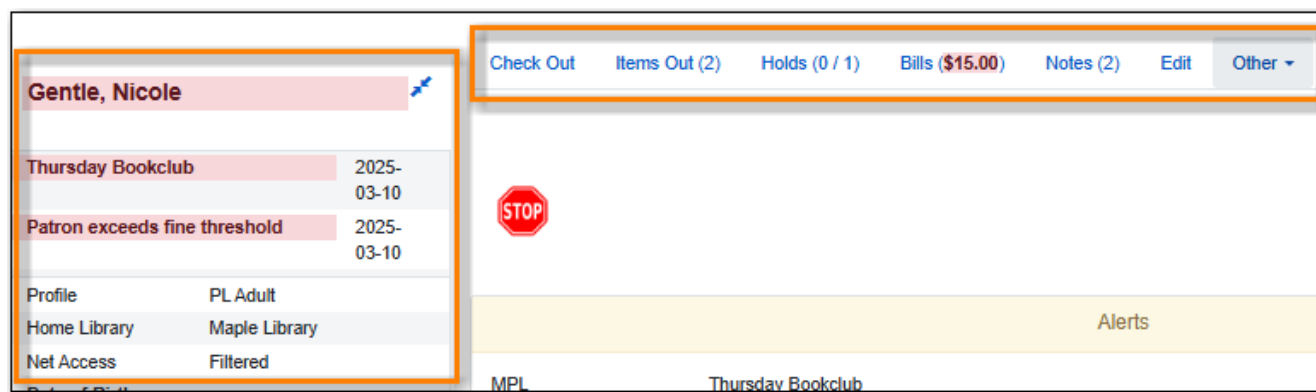 Check Out Items Out (2) Holds (0 / 1) Bills ($15.00) Notes (2) Edit Other
Gentle, Nicole
Thursday Bookclub 2025-
03-10
Patron exceeds fine threshold 2025-
03-10
Profile PL Adult
Home Library Maple Library
Net Access Filtered
STOP
Alerts
MPL Thursday Bookclub